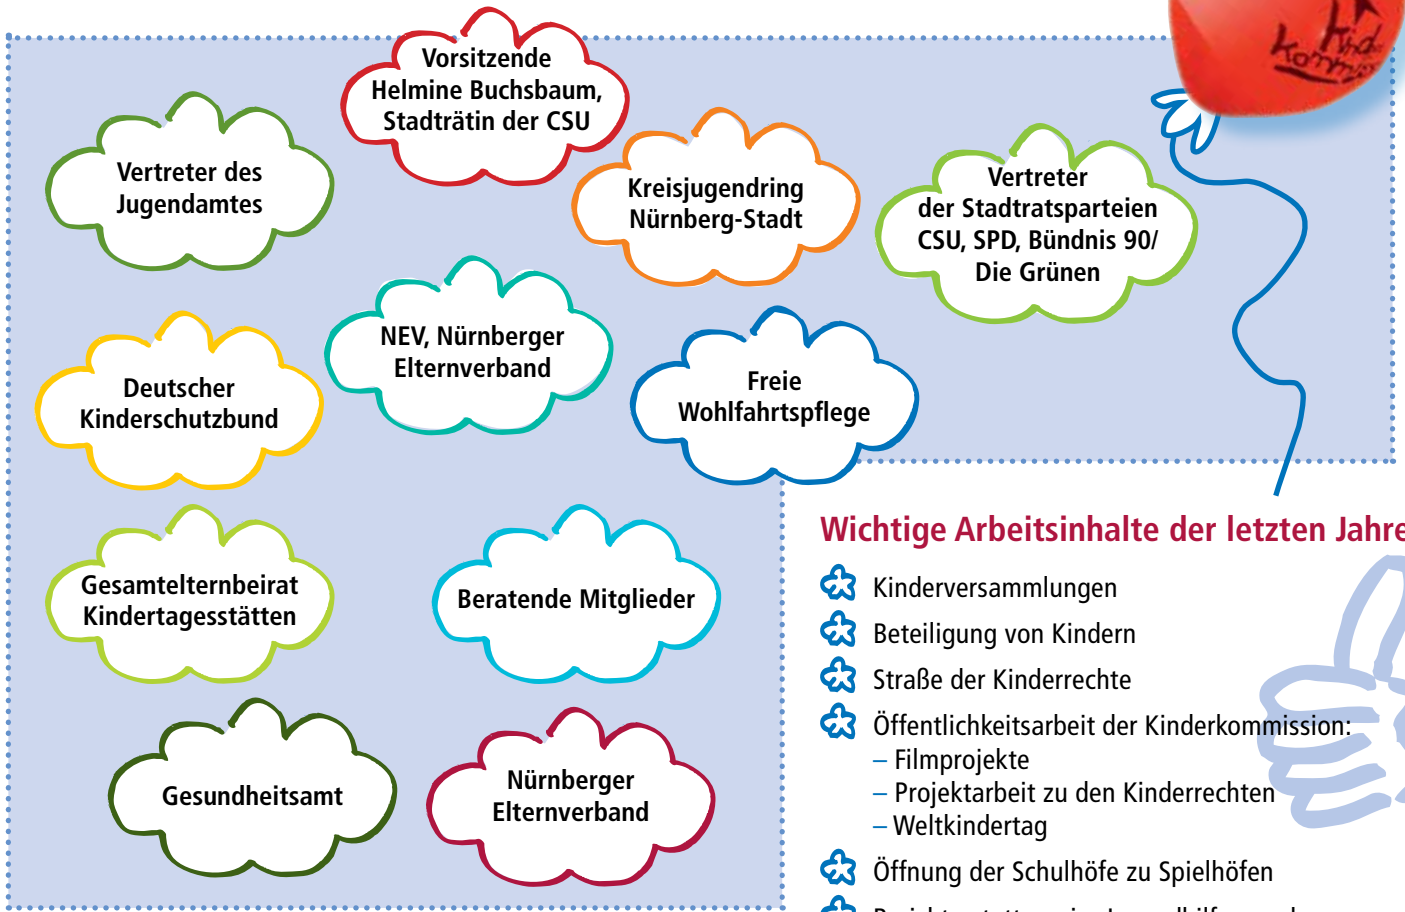 Vorsitzende
Helmine Buchsbaum,
Stadträtin der CSU
Vertreter des
Jugendamtes
Kreisjugendring
Nürnberg-Stadt
Vertreter
der Stadtratsparteien
CSU, SPD, Bündnis 90/
Die Grünen
NEV, Nürnberger
Elternverband
Deutscher
Kinderschutzbund
Freie
Wohlfahrtspflege
Gesamtelternbeirat
Kindertagesstätten
Beratende Mitglieder
Gesundheitsamt
Nürnberger
Elternverband
Wichtige Arbeitsinhalte der letzten Jahre
Kinderversammlungen
Beteiligung von Kindern
Straße der Kinderrechte
Öffentlichkeitsarbeit der Kinderkommission:
– Filmprojekte
– Projektarbeit zu den Kinderrechten
– Weltkindertag
Öffnung der Schulhöfe zu Spielhöfen